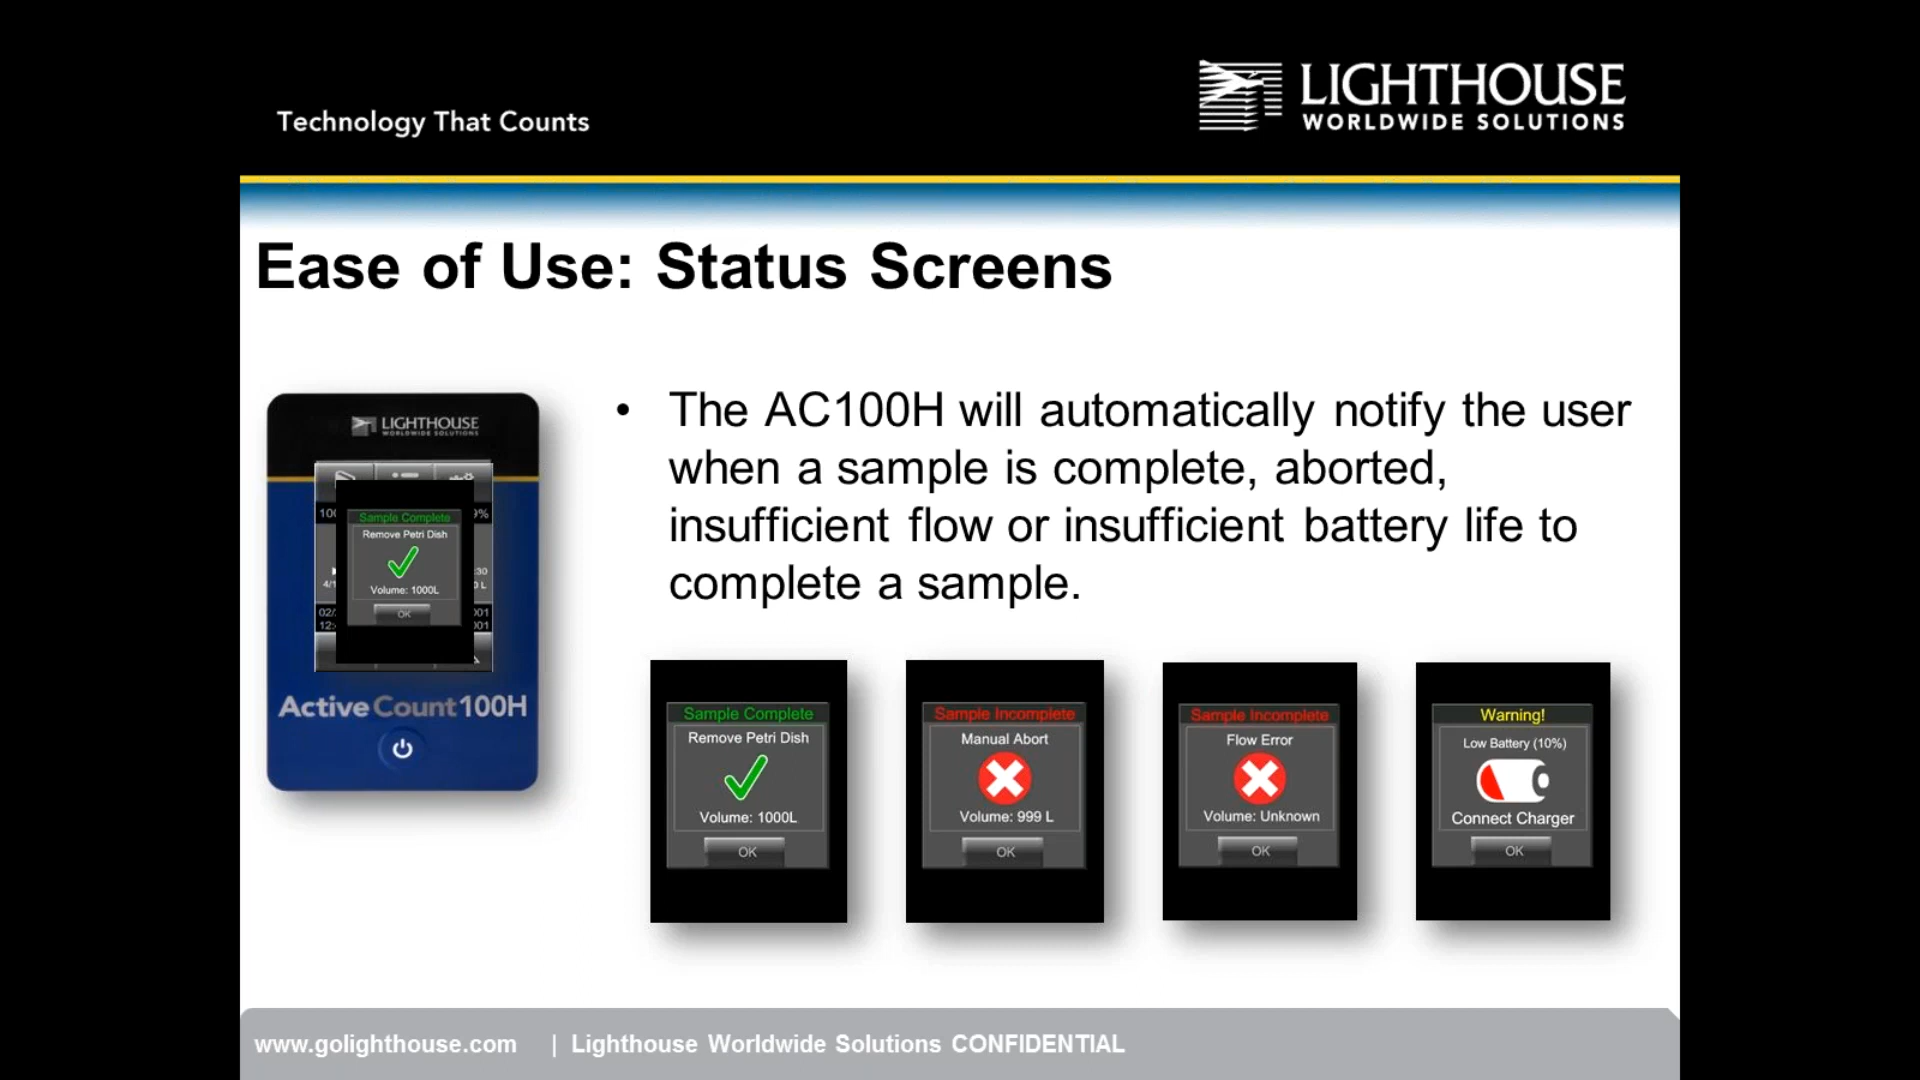 Technology That Counts
LIGHTHOUSE
WORLDWIDE SOLUTIONS
Ease of Use: Status Screens
• The AC100H will automatically notify the user
when a sample is complete, aborted,
insufficient flow or insufficient battery life to
complete a sample.
LIGHTHOUSE
WORLDWIDE SOLUTIONS
Sample Complete
Remove Petri Dish
Volume: 1000L
OK
ActiveCount100H
Sample Complete
Remove Petri Dish
Volume: 1000L
OK
Sample Incomplete
Manual Abort
Volume: 999 L
OK
Sample Incomplete
Flow Error
Volume: Unknown
OK
Warning!
Low Battery (10%)
Connect Charger
OK
www.golighthouse.com | Lighthouse Worldwide Solutions CONFIDENTIAL